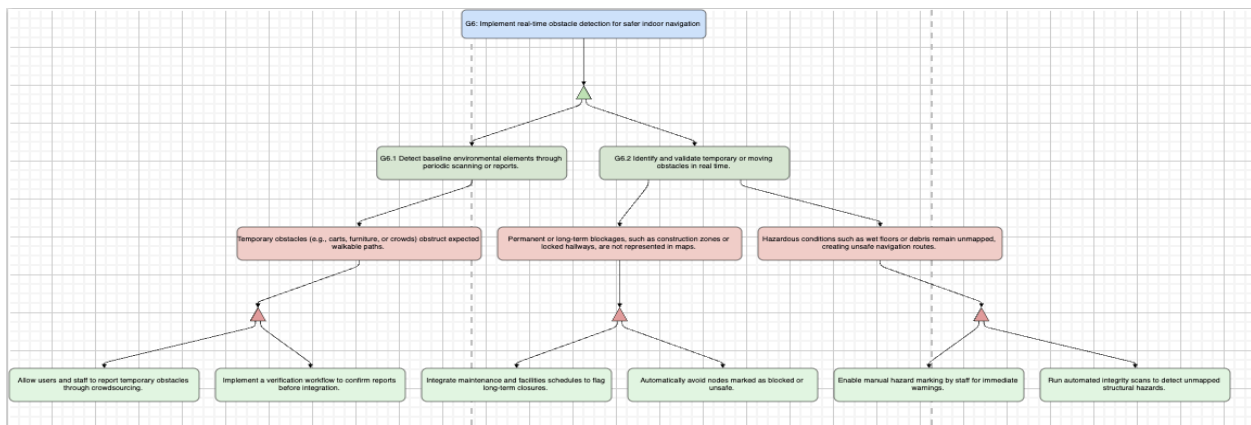 G6: Implement real-time obstacle detection for safer indoor navigation
G6.1 Detect baseline environmental elements through
periodic scanning or reports.
G6.2 Identify and validate temporary or moving
obstacles in real time.
Temporary obstacles (e.g., carts, furniture, or crowds) obstruct expected
walkable paths.
Permanent or long-term blockages, such as construction zones or
locked hallways, are not represented in maps.
Hazardous conditions such as wet floors or debris remain unmapped,
creating unsafe navigation routes.
Allow users and staff to report temporary obstacles
through crowdsourcing.
Implement a verification workflow to confirm reports
before integration.
Integrate maintenance and facilities schedules to flag
long-term closures.
Automatically avoid nodes marked as blocked or
unsafe.
Enable manual hazard marking by staff for immediate
warnings.
Run automated integrity scans to detect unmapped
structural hazards.